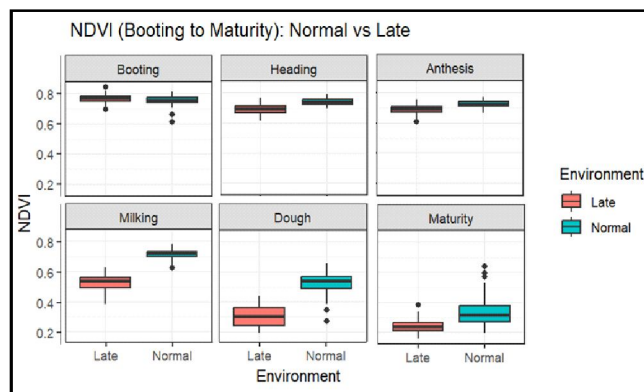 NDVI (Booting to Maturity): Normal vs Late
Booting
Heading
Anthesis
0.8
0.6
0.4
0.2
NDVI
Milking
Dough
Maturity
0.8
0.6
0.4
0.2
Late
Normal
Late
Normal
Late
Normal
Environment
Environment
Late
Normal